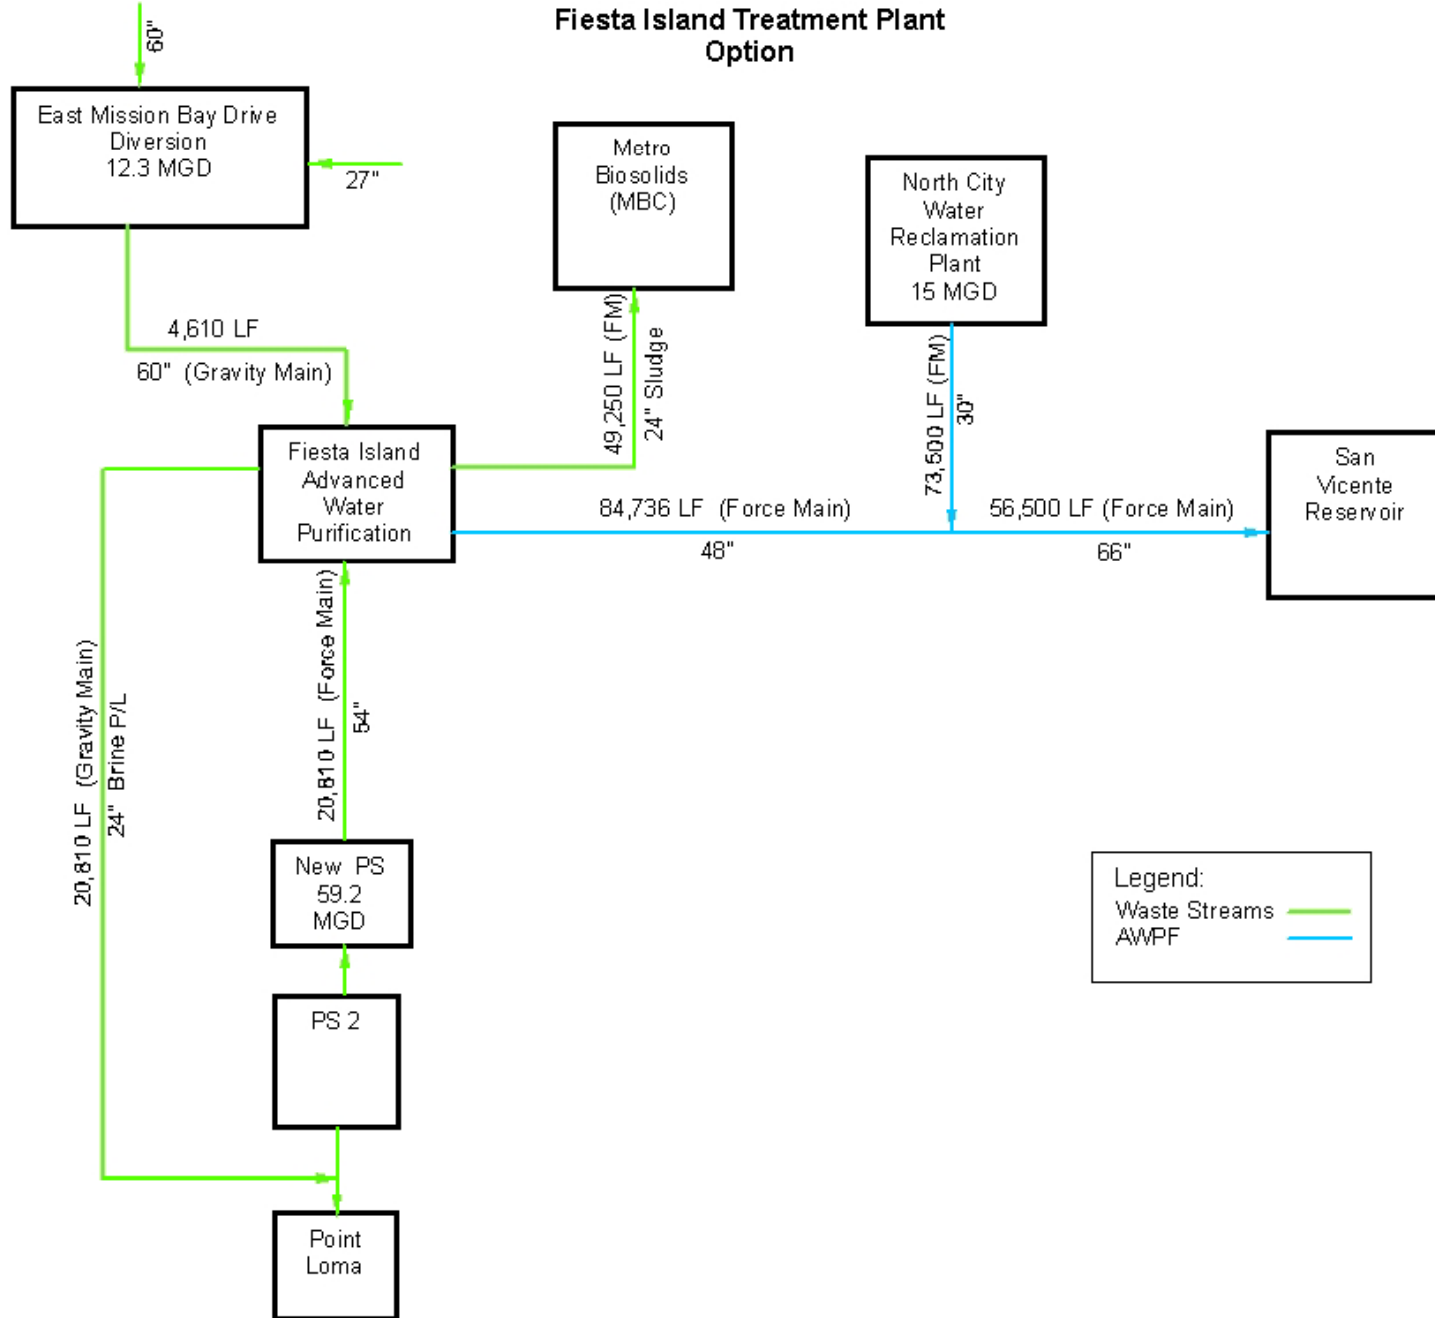 Fiesta Island Treatment Plant
Option
60"
East Mission Bay Drive
Diversion
12.3 MGD
27"
Metro
Biosolids
(MBC)
North City
Water
Reclamation
Plant
15 MGD
4,610 LF
60" (Gravity Main)
49,250 LF (FM)
24" Sludge
73,500 LF (FM)
30"
Fiesta Island
Advanced
Water
Purification
84,736 LF (Force Main)
48"
56,500 LF (Force Main)
66"
San
Vicente
Reservoir
20,810 LF (Gravity Main)
24" Brine P/L
20,810 LF (Force Main)
54"
New PS
59.2
MGD
PS 2
Point
Loma
Legend:
Waste Streams
AWPF